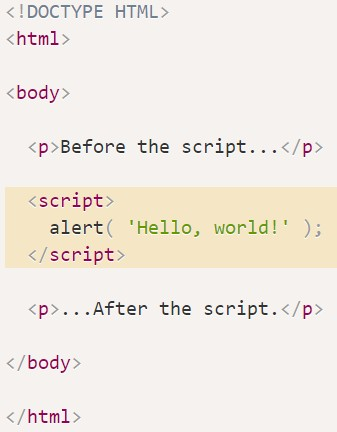 <!DOCTYPE HTML>
<html>
<body>
<p>Before the script...</p>
<script>
alert( 'Hello, world!' );
</script>
<p>...After the script.</p>
</body>
</html>